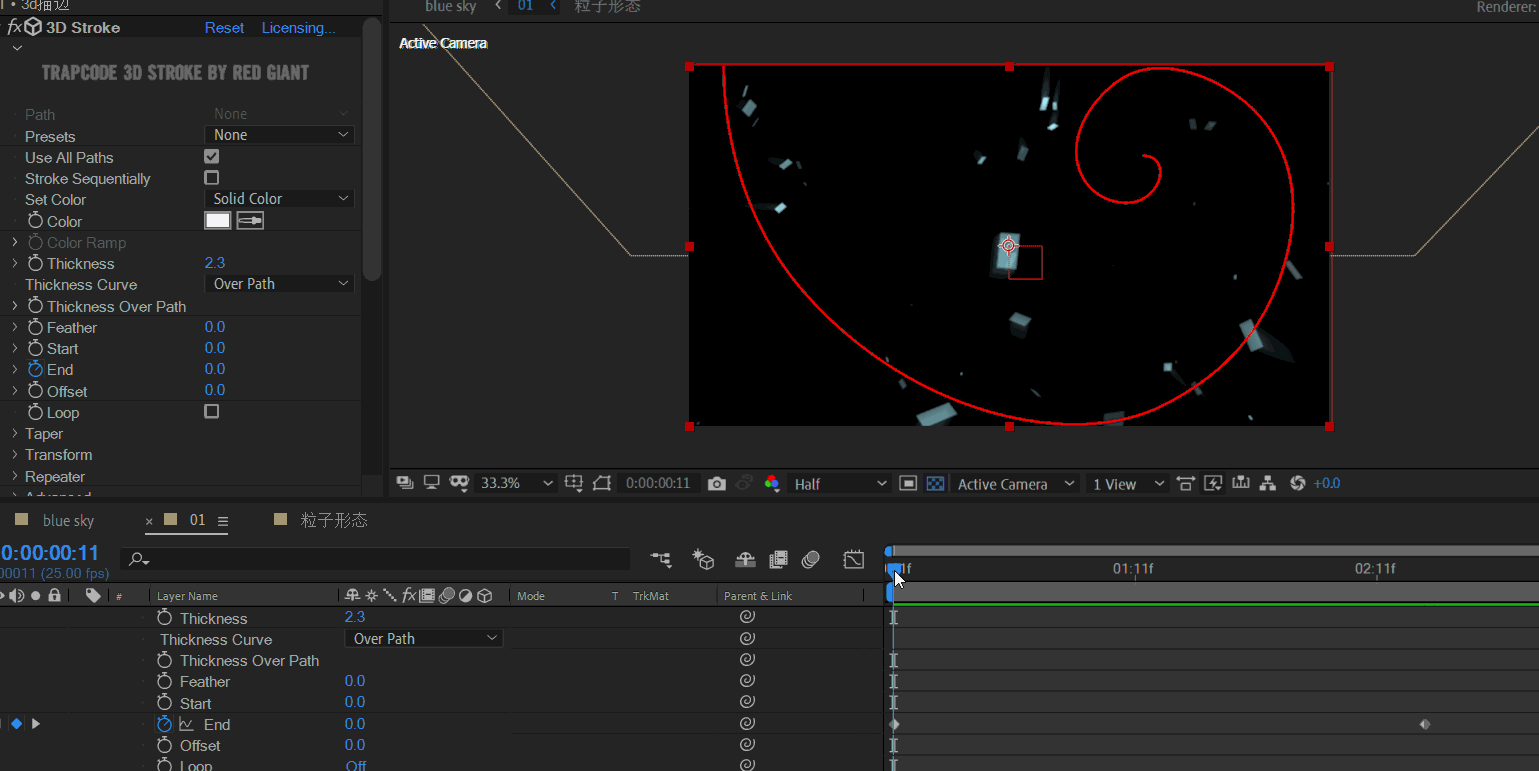 3d描边
fx 3D Stroke Reset Licensing...
TRAPCODE 3D STROKE BY RED GIANT
Path None
Presets None
Use All Paths
Stroke Sequentially
Set Color Solid Color
Color
Color Ramp
Thickness 2.3
Thickness Curve Over Path
Thickness Over Path
Feather 0.0
Start 0.0
End 0.0
Offset 0.0
Loop
Taper
Transform
Repeater
Advanced
blue sky 01 粒子形态 Renderer:
Active Camera
33.3% 0:00:00:11 Half Active Camera 1 View +0.0
blue sky × 01 粒子形态
0:00:00:11
00011 (25.00 fps)
01:11f 02:11f
# Layer Name fx Mode T TrkMat Parent & Link
Thickness 2.3
Thickness Curve Over Path
Thickness Over Path
Feather 0.0
Start 0.0
End 0.0
Offset 0.0
Loop Off